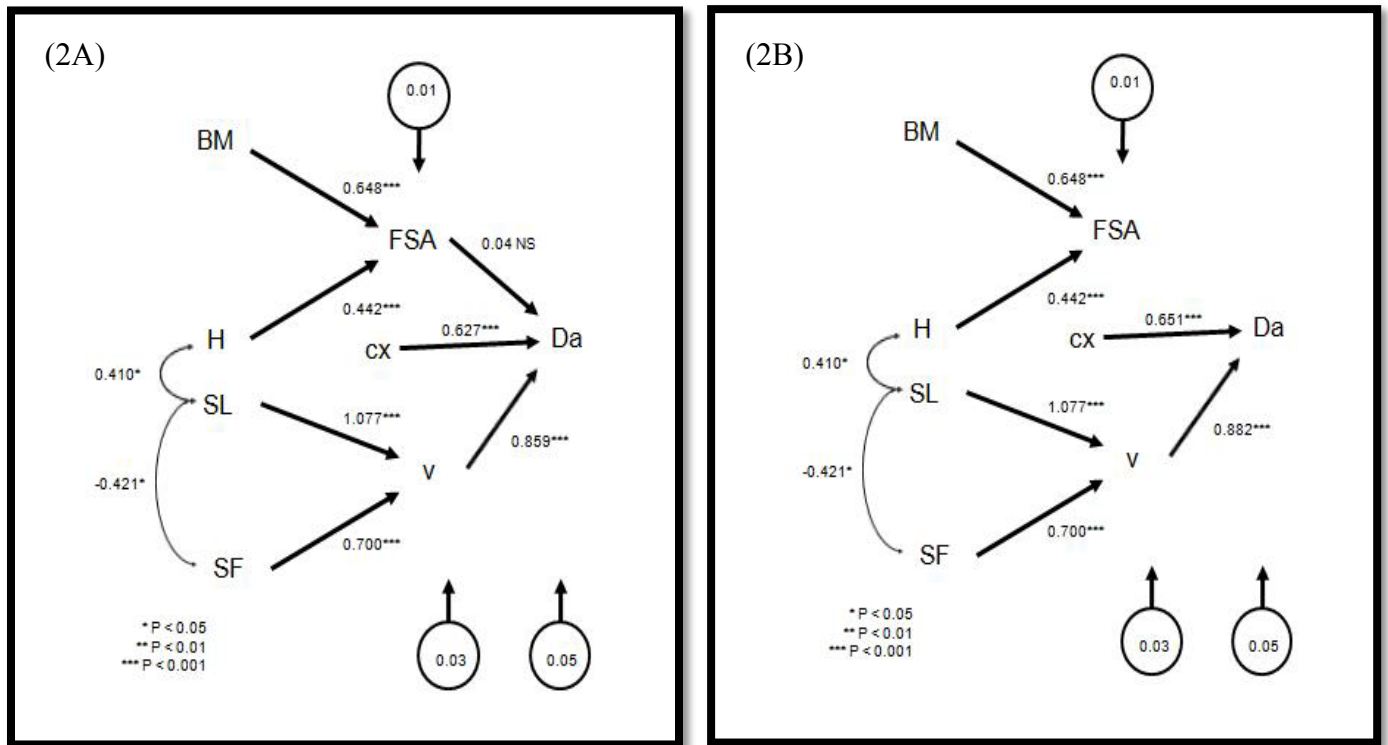 (2A)
0.01
BM
0.648***
FSA
0.04 NS
0.442***
H
0.627***
cx
Da
0.410*
SL
1.077***
0.859***
-0.421*
v
0.700***
SF
* P < 0.05
** P < 0.01
*** P < 0.001
0.03
0.05
(2B)
0.01
BM
0.648***
FSA
0.442***
H
0.651***
cx
Da
0.410*
SL
1.077***
0.882***
-0.421*
v
0.700***
SF
* P < 0.05
** P < 0.01
*** P < 0.001
0.03
0.05